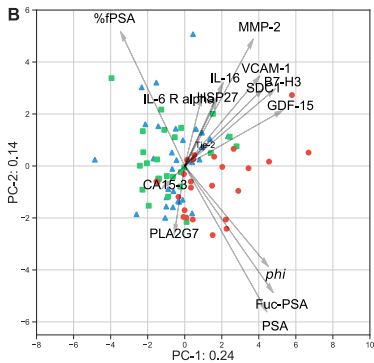 B
%fPSA
MMP-2
VCAM-1
IL-16
B7-H3
SDC1
IL-6 R alpha
HSP27
GDF-15
Tie-2
CA15-3
PLA2G7
phi
Fuc-PSA
PSA
6
4
2
0
−2
−4
−6
PC-2: 0.14
−8
−6
−4
−2
0
2
4
6
8
PC-1: 0.24